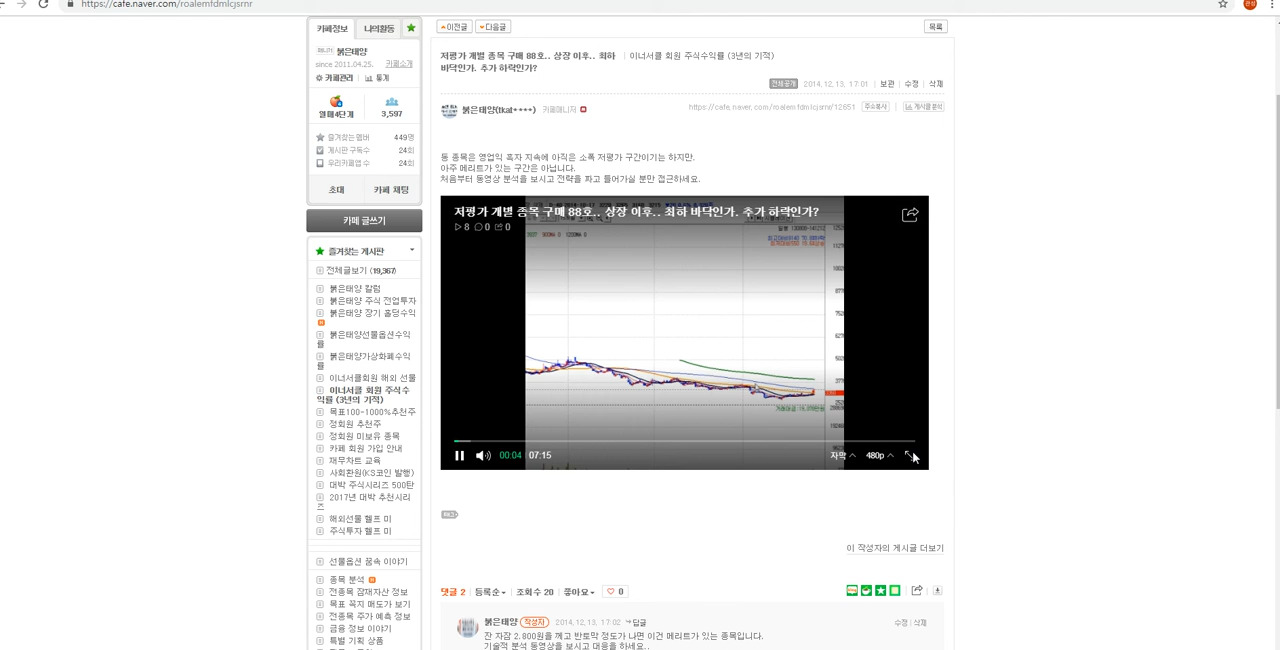 https://cafe.naver.com/roalemfdmlcjsrnr
카페정보
나의활동
매니저 붉은태양
since 2011.04.25.
카페소개
카페관리
통계
열매4단계
3,597
즐겨찾는 멤버 449명
게시판 구독수 24회
우리카페앱 수 24회
초대
카페 채팅
카페 글쓰기
즐겨찾는 게시판
전체글보기 (19,367)
붉은태양 칼럼
붉은태양 주식 전업투자
붉은태양 장기 홀딩수익
붉은태양선물옵션수익
률
붉은태양가상화폐수익
률
이너서클회원 해외 선물
이너서클 회원 주식수
익률 (3년의 기적)
목표100-1000%추천주
정회원 추천주
정회원 미보유 종목
카페 회원 가입 안내
재무차트 교육
사회환원(KS코인 발행)
대박 주식시리즈 500탄
2017년 대박 추천시리
즈
해외선물 헬프 미
주식투자 헬프 미
선물옵션 꿈속 이야기
종목 분석
전종목 잠재자산 정보
목표 꼭지 매도가 보기
전종목 주가 예측 정보
금융 정보 이야기
특별 기획 상품
이전글
다음글
목록
저평가 개별 종목 구매 88호.. 상장 이후.. 최하
바닥인가. 추가 하락인가?
이너서클 회원 주식수익률 (3년의 기적)
전체공개 2014.12.13. 17:01 보관 수정 삭제
붉은태양(tkat****) 카페매니저
https://cafe.naver.com/roalemfdmlcjsrnr/12651 주소복사 게시물분석
동 종목은 영업익 흑자 지속에 아직은 소폭 저평가 구간이기는 하지만.
아주 메리트가 있는 구간은 아닙니다.
처음부터 동영상 분석를 보시고 전략를 파고 들어가실 분만 접근하세요.
저평가 개별 종목 구매 88호.. 상장 이후.. 최하 바닥인가. 추가 하락인가?
8 0 0
00:04 07:15
자막
480p
태그
이 작성자의 게시글 더보기
댓글 2 등록순 조회수 20 좋아요 0
붉은태양 작성자 2014.12.13. 17:02 답글
수정 삭제
잔 자잠 2.800원을 깨고 반토막 정도가 나면 이건 메리트가 있는 종목입니다.
기술적 분석 동영상을 보시고 대응을 하세요..